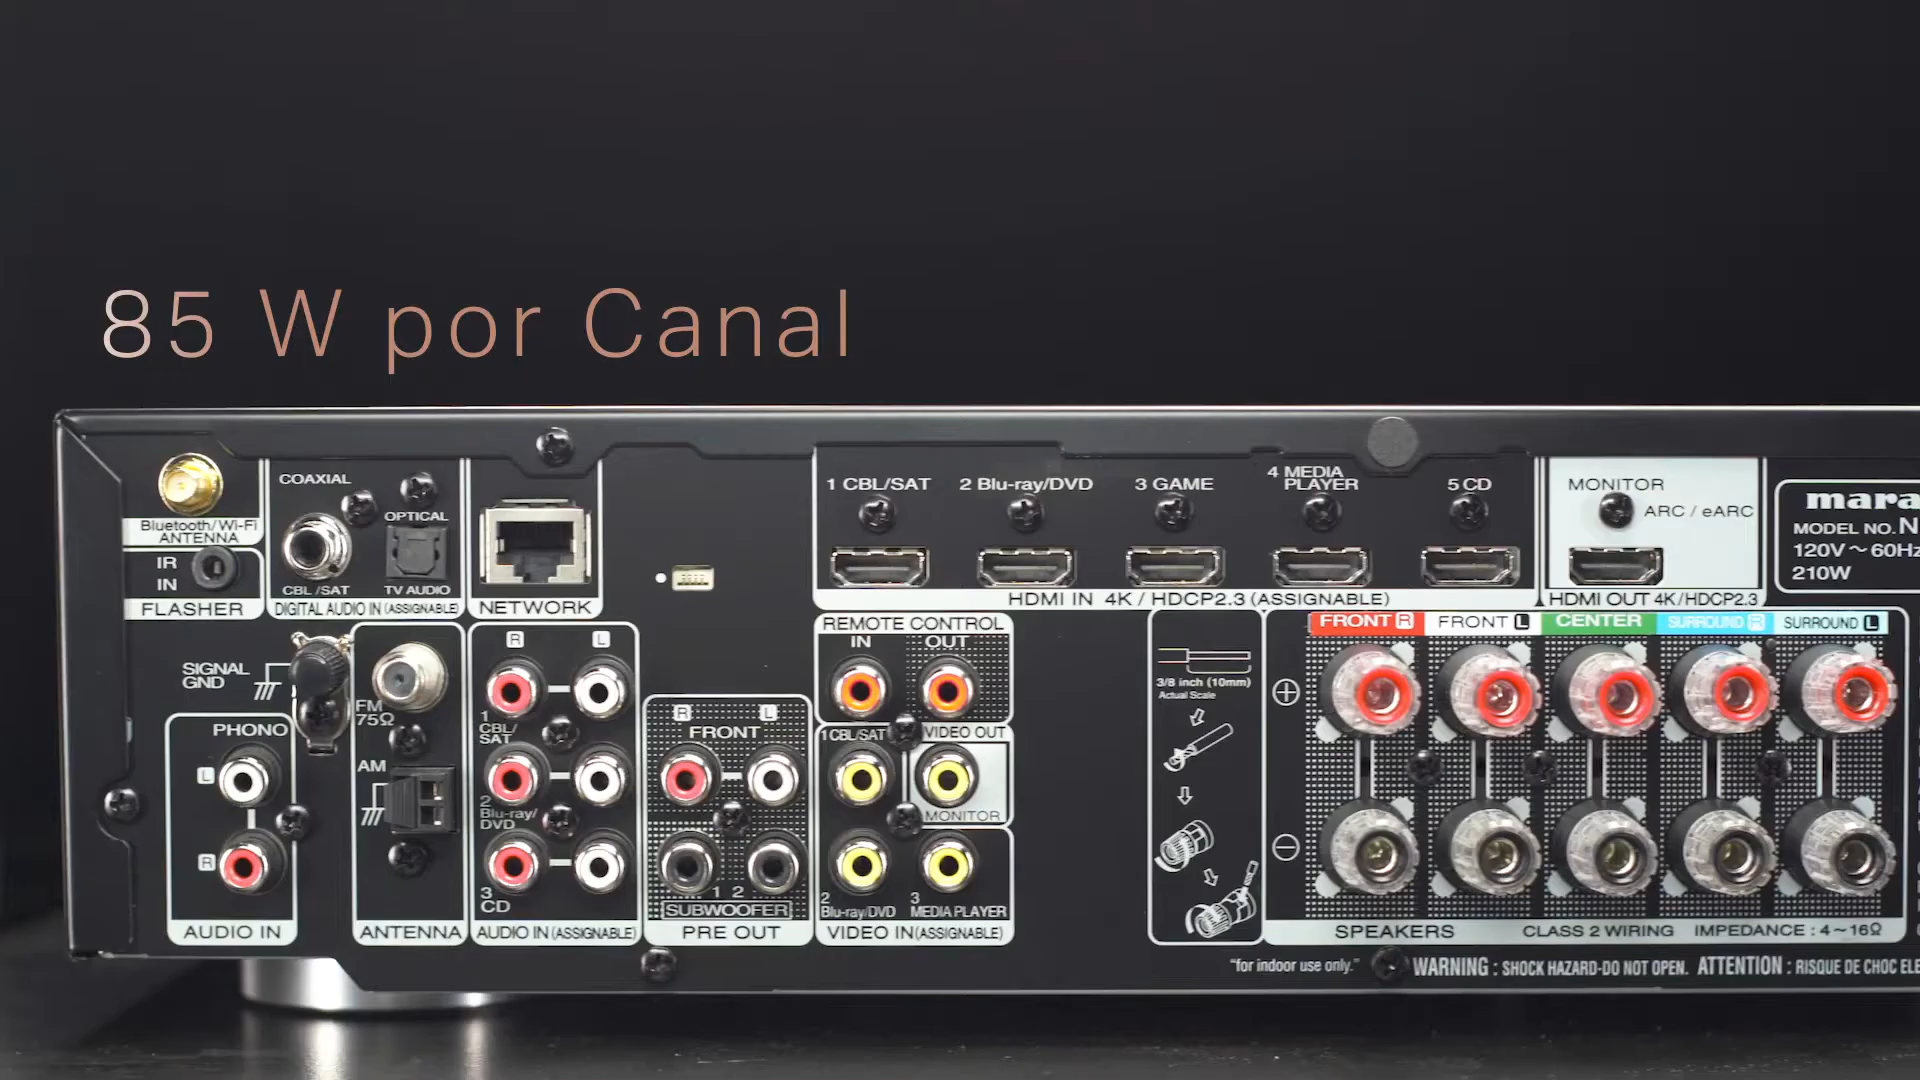 85 W por Canal
Bluetooth/Wi-Fi
ANTENNA
IR
IN
FLASHER
COAXIAL
OPTICAL
CBL/SAT
TV AUDIO
DIGITAL AUDIO IN (ASSIGNABLE)
NETWORK
1 CBL/SAT
2 Blu-ray/DVD
3 GAME
4 MEDIA
PLAYER
5 CD
HDMI IN 4K / HDCP2.3 (ASSIGNABLE)
MONITOR
ARC / eARC
HDMI OUT 4K/HDCP2.3
mara
MODEL NO. N
120V ~ 60Hz
210W
SIGNAL
GND
PHONO
L
R
AUDIO IN
FM
75Ω
AM
ANTENNA
R L
1
CBL/
SAT
2
Blu-ray/
DVD
3
CD
AUDIO IN (ASSIGNABLE)
R L
FRONT
1 2
SUBWOOFER
PRE OUT
REMOTE CONTROL
IN OUT
1 CBL/SAT
VIDEO OUT
MONITOR
2
Blu-ray/DVD
3
MEDIA PLAYER
VIDEO IN (ASSIGNABLE)
3/8 inch (10mm)
Actual Scale
FRONT R
FRONT L
CENTER
SURROUND R
SURROUND L
+
−
SPEAKERS
CLASS 2 WIRING
IMPEDANCE : 4~16Ω
"for indoor use only."
WARNING : SHOCK HAZARD-DO NOT OPEN.
ATTENTION : RISQUE DE CHOC ELE